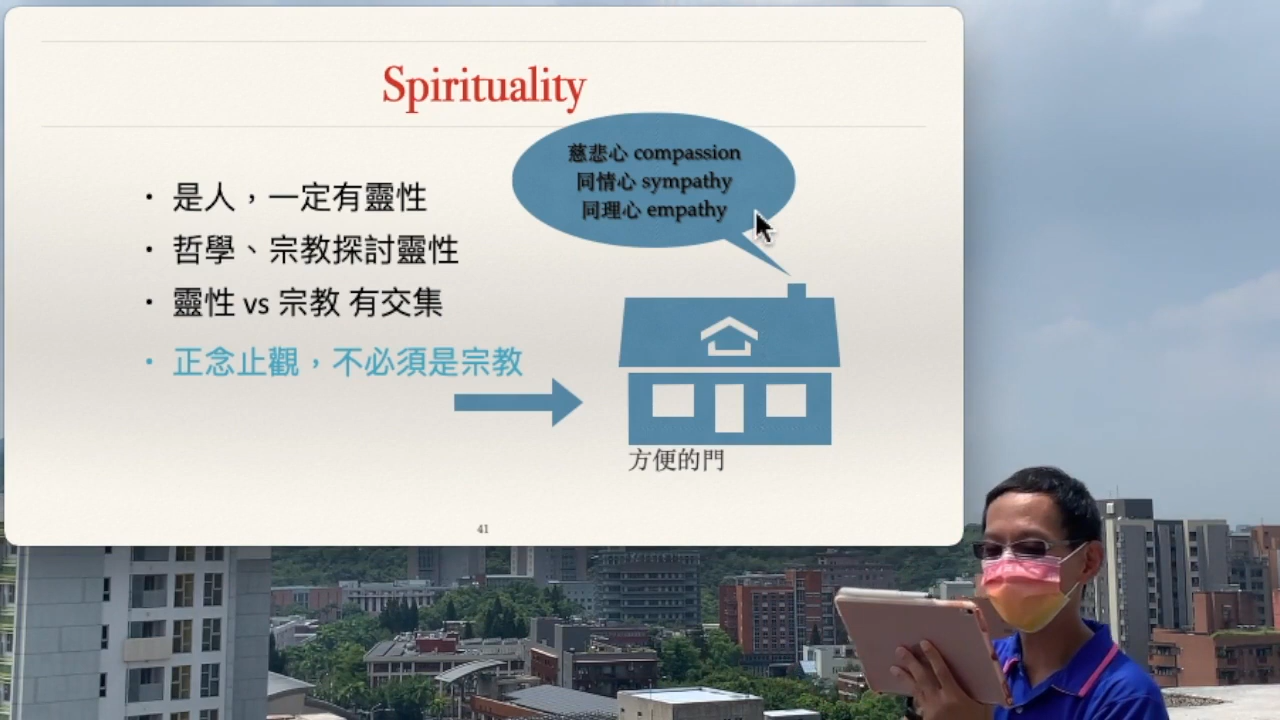 Spirituality
慈悲心 compassion
同情心 sympathy
同理心 empathy
• 是人，一定有靈性
• 哲學、宗教探討靈性
• 靈性 vs 宗教 有交集
• 正念止觀，不必須是宗教
方便的門
41